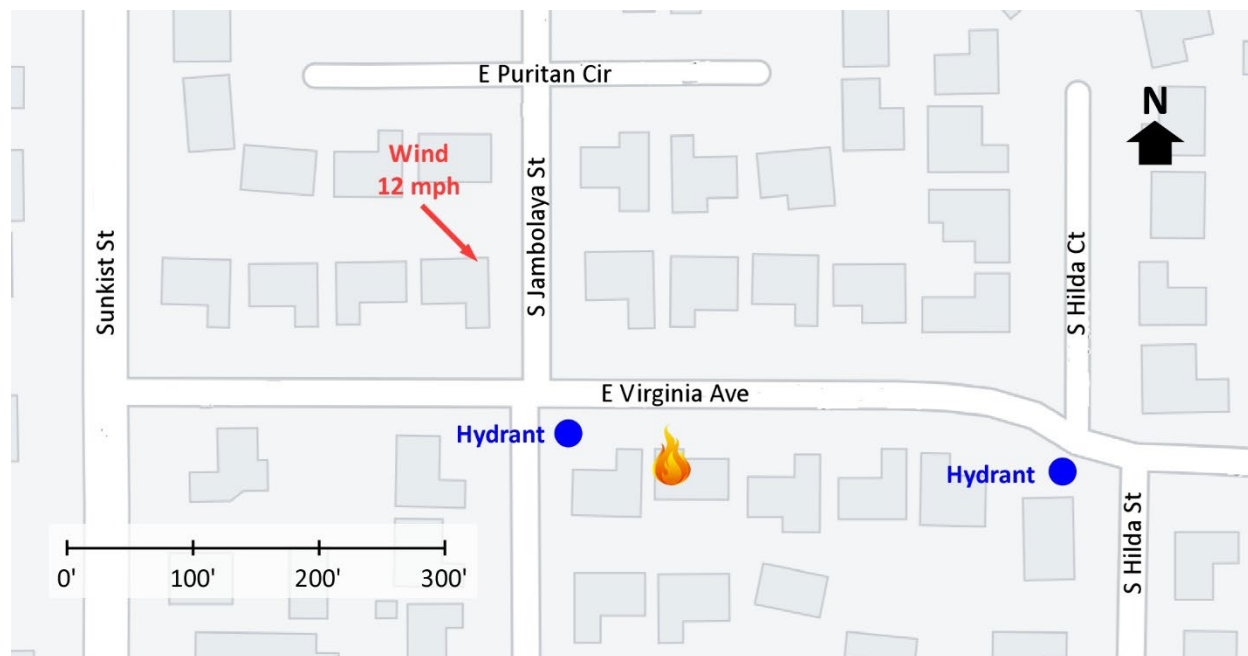 E Puritan Cir
N
Wind
12 mph
S Jambolaya St
Sunkist St
S Hilda Ct
E Virginia Ave
Hydrant
Hydrant
S Hilda St
0'
100'
200'
300'